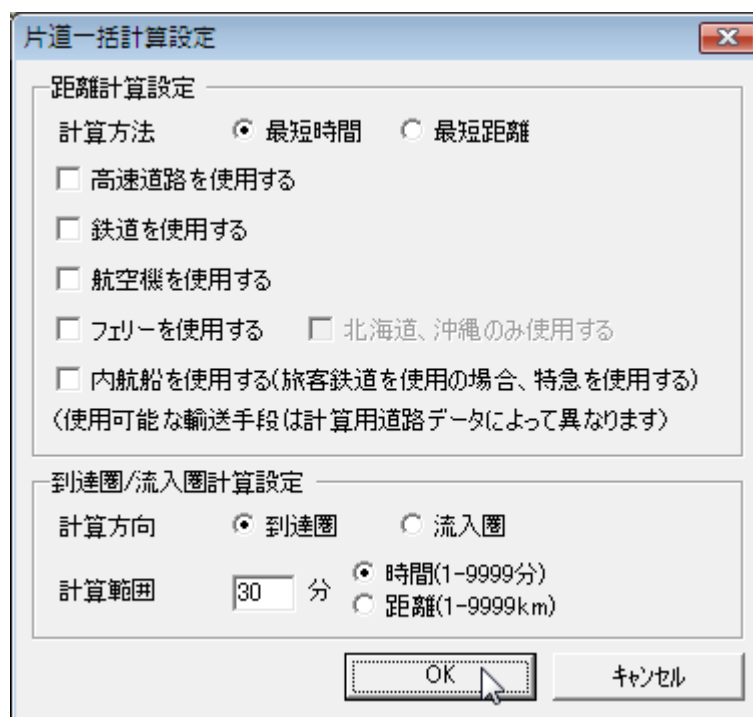 片道一括計算設定
距離計算設定
計算方法 最短時間 最短距離
高速道路を使用する
鉄道を使用する
航空機を使用する
フェリーを使用する 北海道、沖縄のみ使用する
内航船を使用する(旅客鉄道を使用の場合、特急を使用する)
(使用可能な輸送手段は計算用道路データによって異なります)
到達圏/流入圏計算設定
計算方向 到達圏 流入圏
計算範囲 30 分 時間(1-9999分)
距離(1-9999km)
OK キャンセル